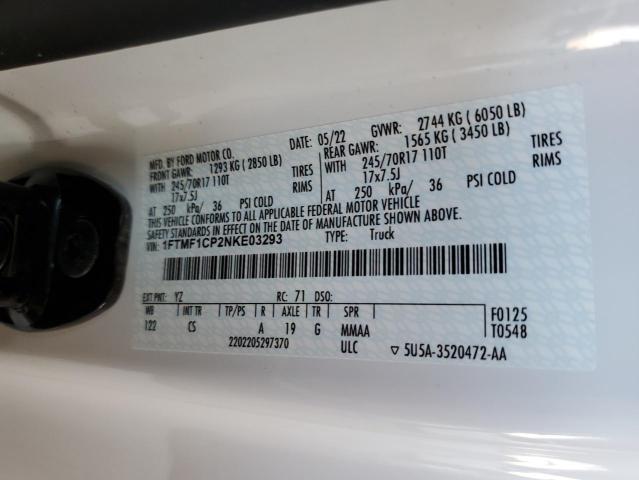 MFD. BY FORD MOTOR CO.
DATE: 05/22 GVWR: 2744 KG ( 6050 LB)
FRONT GAWR: 1293 KG ( 2850 LB) REAR GAWR: 1565 KG ( 3450 LB)
WITH 245/70R17 110T TIRES WITH 245/70R17 110T TIRES
17x7.5J RIMS 17x7.5J RIMS
AT 250 kPa/ 36 PSI COLD AT 250 kPa/ 36 PSI COLD
THIS VEHICLE CONFORMS TO ALL APPLICABLE FEDERAL MOTOR VEHICLE
SAFETY STANDARDS IN EFFECT ON THE DATE OF MANUFACTURE SHOWN ABOVE.
VIN: 1FTMF1CP2NKE03293 TYPE: Truck
EXT PNT: YZ RC: 71 DSO:
WB INT TR TP/PS R AXLE TR SPR F0125
122 CS A 19 G MMAA T0548
2202205297370 ULC ▽ 5U5A-3520472-AA